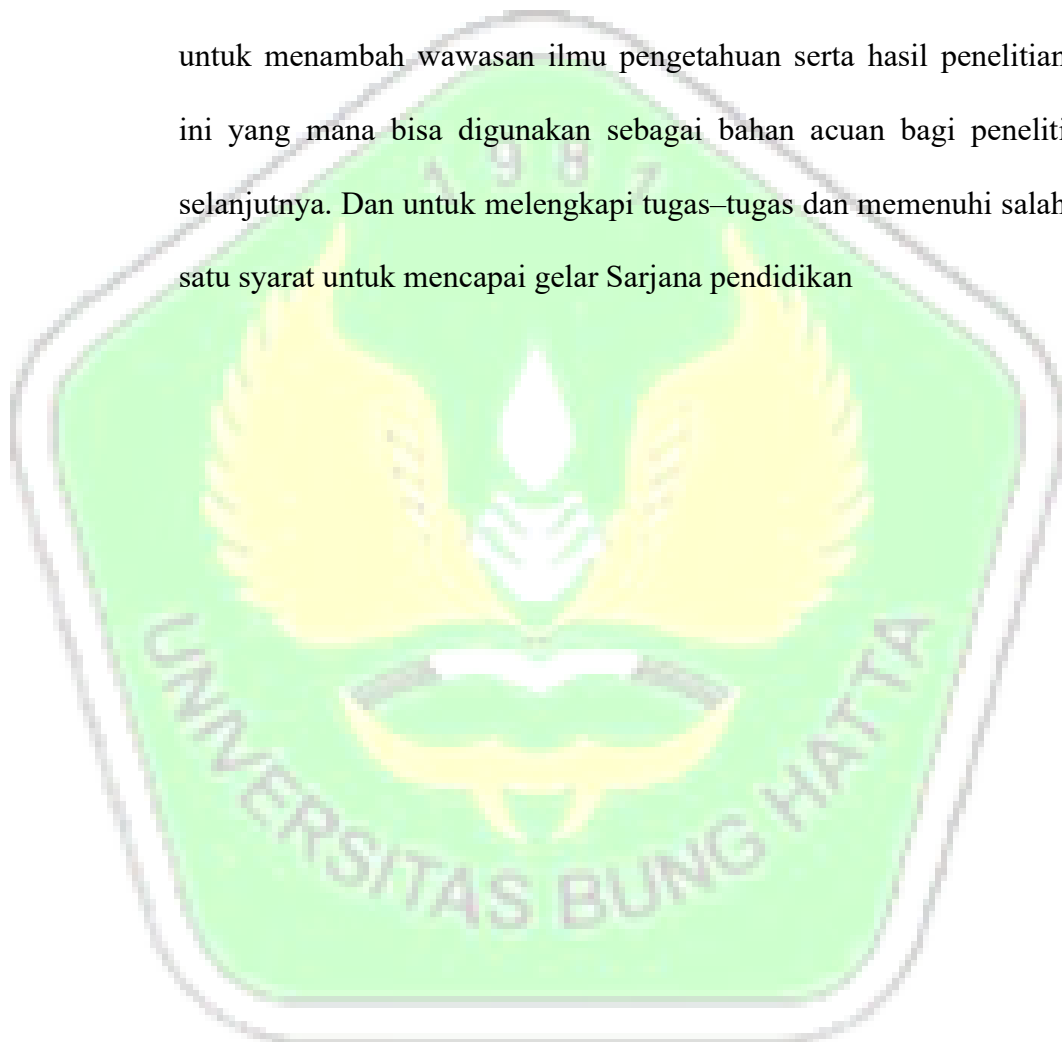 untuk menambah wawasan ilmu pengetahuan serta hasil penelitian
ini yang mana bisa digunakan sebagai bahan acuan bagi peneliti
1981
selanjutnya. Dan untuk melengkapi tugas–tugas dan memenuhi salah
satu syarat untuk mencapai gelar Sarjana pendidikan
UNIVERSITAS BUNG HATTA